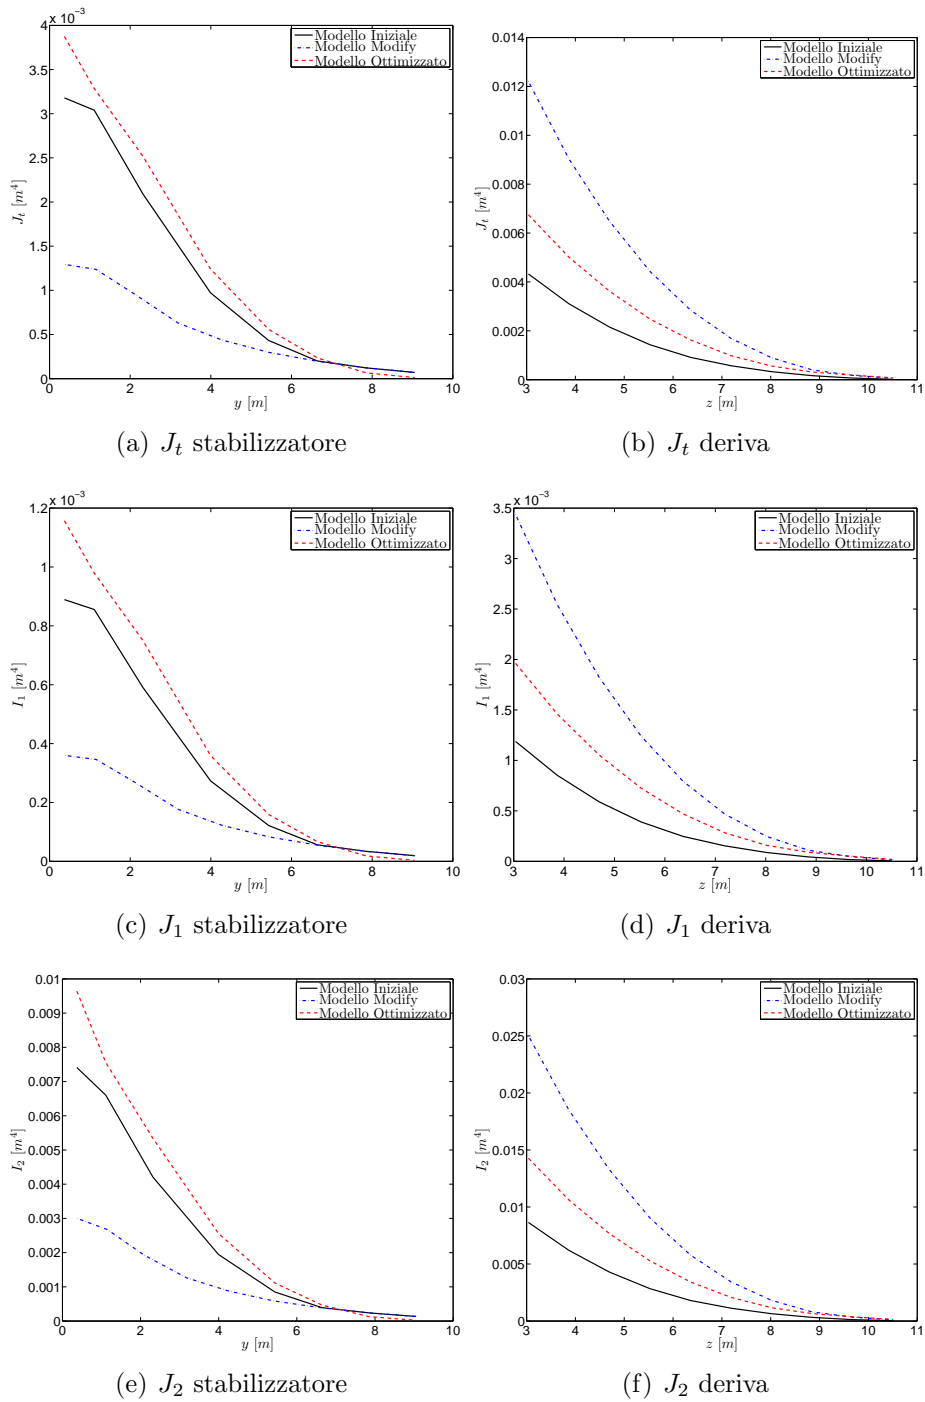 x 10⁻³
4
3.5
3
2.5
2
1.5
1
0.5
0
J_t [m⁴]
0 2 4 6 8 10
y [m]
Modello Iniziale
Modello Modify
Modello Ottimizzato
(a) J_t stabilizzatore
0.014
0.012
0.01
0.008
0.006
0.004
0.002
0
J_t [m⁴]
3 4 5 6 7 8 9 10 11
z [m]
Modello Iniziale
Modello Modify
Modello Ottimizzato
(b) J_t deriva
x 10⁻³
1.2
1
0.8
0.6
0.4
0.2
0
I_1 [m⁴]
0 2 4 6 8 10
y [m]
Modello Iniziale
Modello Modify
Modello Ottimizzato
(c) J_1 stabilizzatore
x 10⁻³
3.5
3
2.5
2
1.5
1
0.5
0
I_1 [m⁴]
3 4 5 6 7 8 9 10 11
z [m]
Modello Iniziale
Modello Modify
Modello Ottimizzato
(d) J_1 deriva
0.01
0.009
0.008
0.007
0.006
0.005
0.004
0.003
0.002
0.001
0
I_2 [m⁴]
0 2 4 6 8 10
y [m]
Modello Iniziale
Modello Modify
Modello Ottimizzato
(e) J_2 stabilizzatore
0.03
0.025
0.02
0.015
0.01
0.005
0
I_2 [m⁴]
3 4 5 6 7 8 9 10 11
z [m]
Modello Iniziale
Modello Modify
Modello Ottimizzato
(f) J_2 deriva